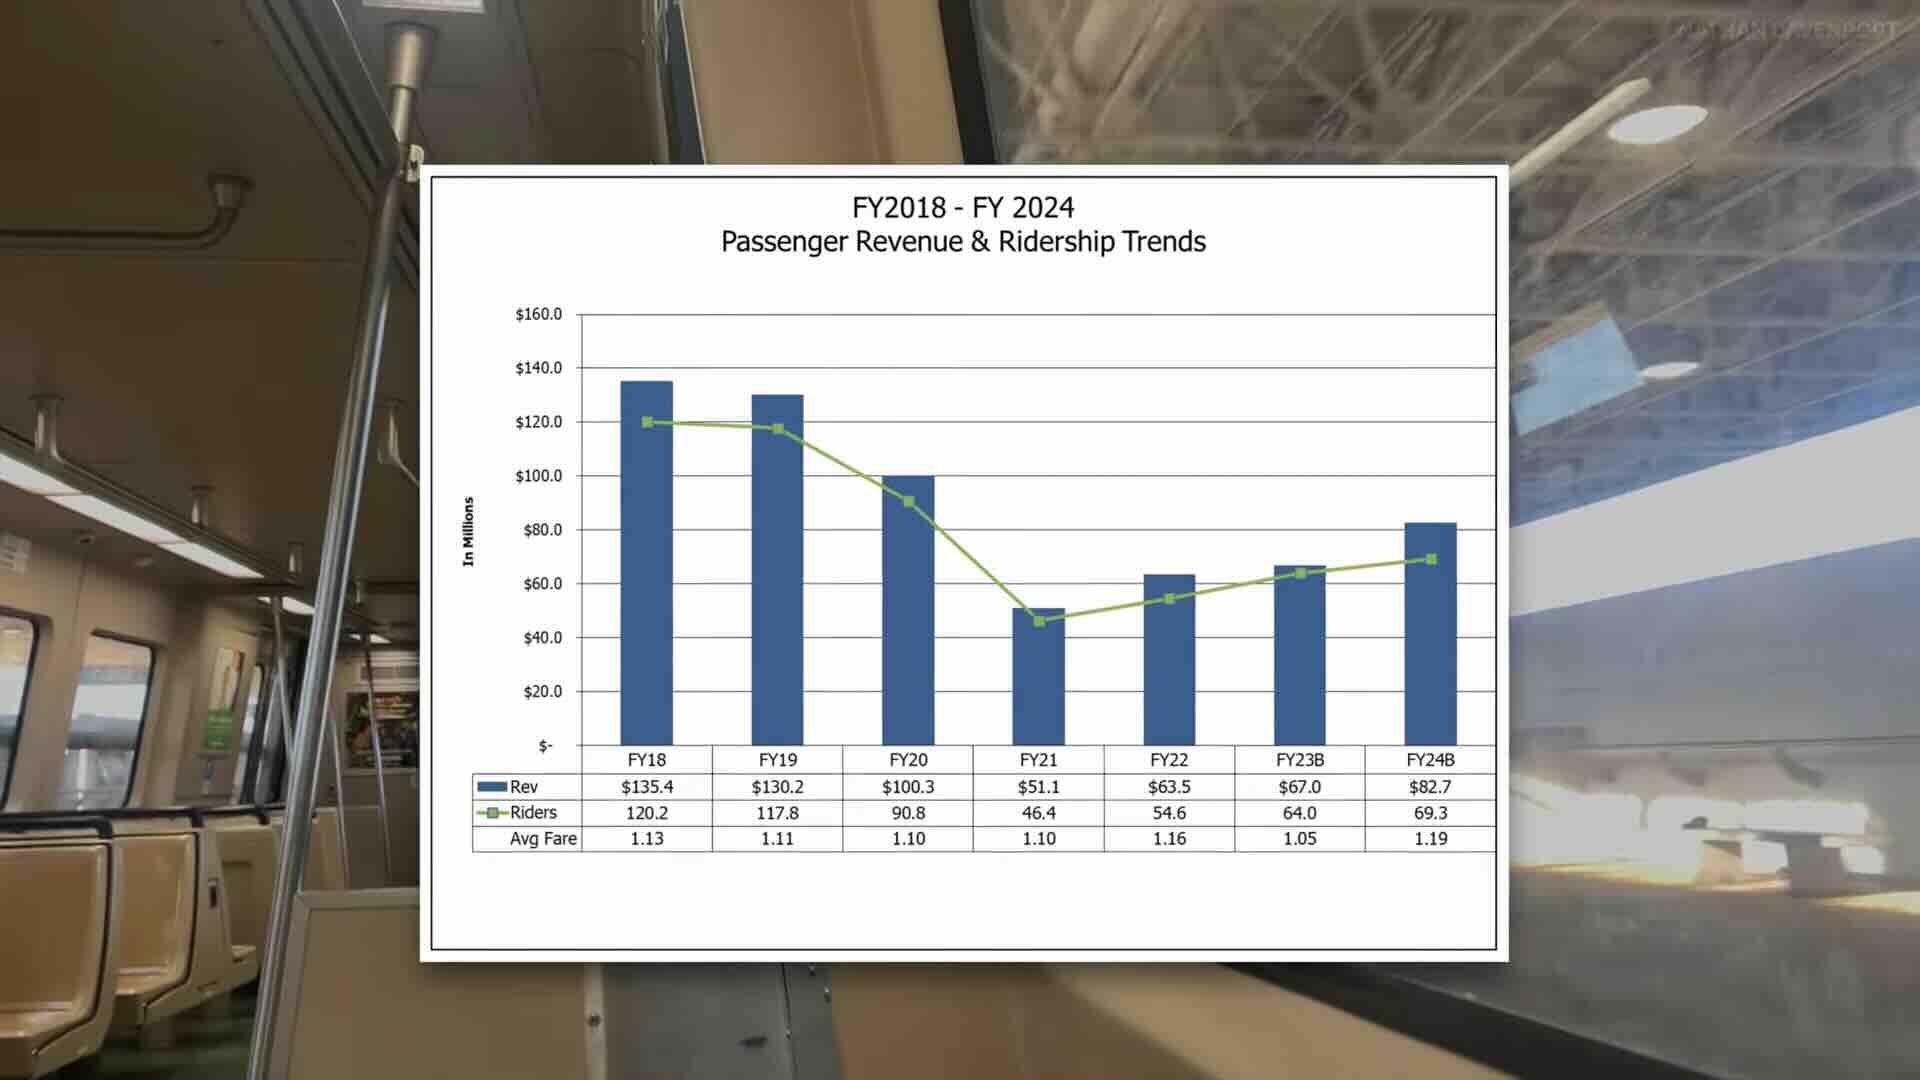 NATHAN DAVENPORT
FY2018 - FY 2024
Passenger Revenue & Ridership Trends
$160.0
$140.0
$120.0
$100.0
$80.0
$60.0
$40.0
$20.0
$-
In Millions
FY18 FY19 FY20 FY21 FY22 FY23B FY24B
Rev $135.4 $130.2 $100.3 $51.1 $63.5 $67.0 $82.7
Riders 120.2 117.8 90.8 46.4 54.6 64.0 69.3
Avg Fare 1.13 1.11 1.10 1.10 1.16 1.05 1.19